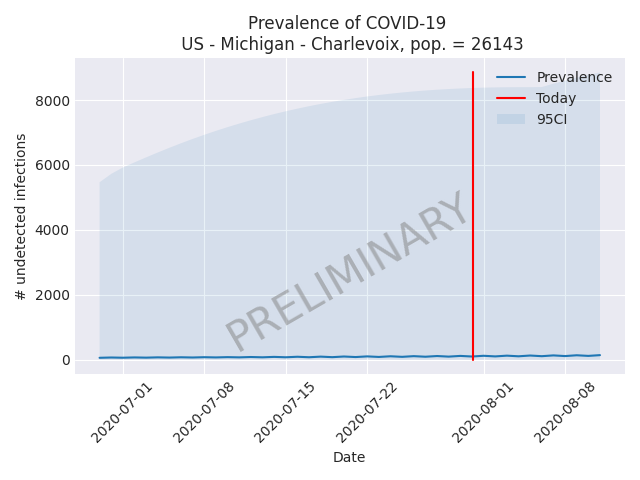 Prevalence of COVID-19
US - Michigan - Charlevoix, pop. = 26143
Prevalence
Today
95CI
8000
6000
4000
2000
0
# undetected infections
PRELIMINARY
2020-07-01
2020-07-08
2020-07-15
2020-07-22
2020-08-01
2020-08-08
Date